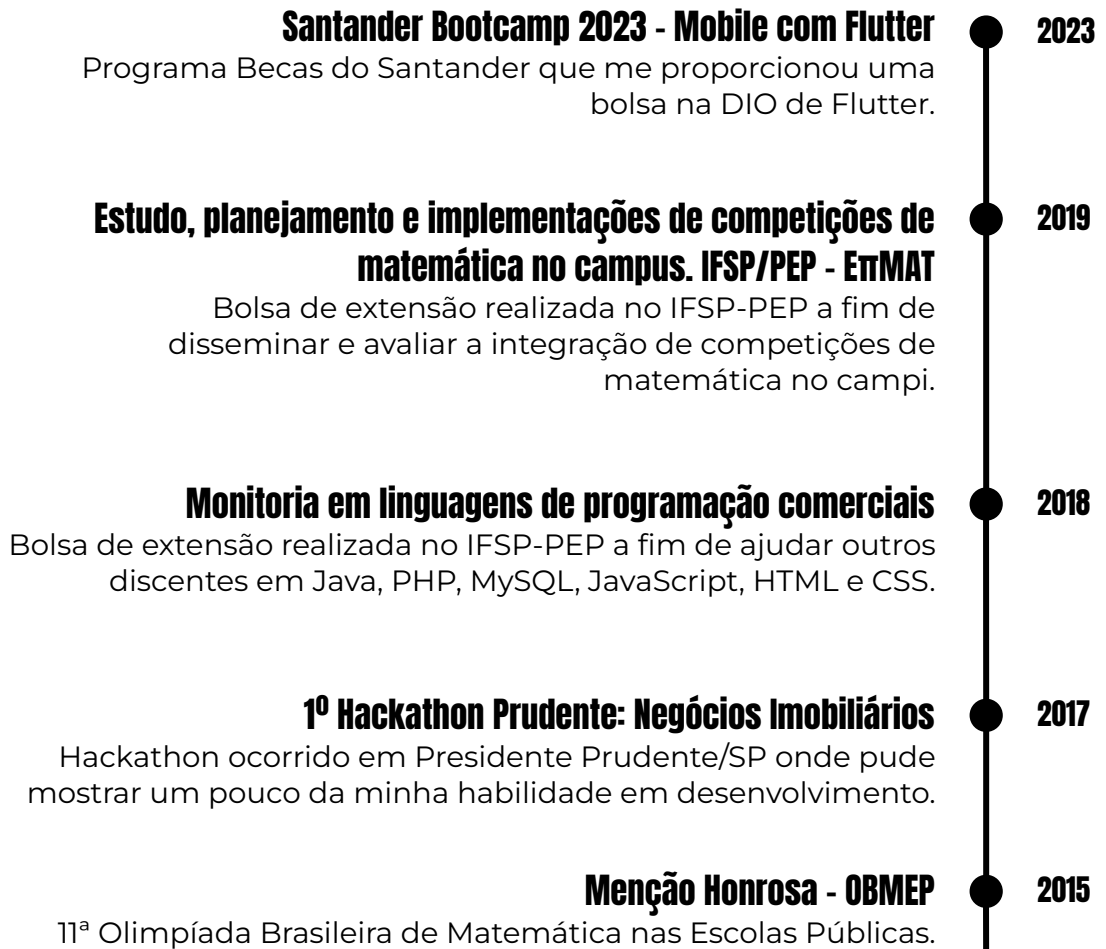 Santander Bootcamp 2023 - Mobile com Flutter
2023
Programa Becas do Santander que me proporcionou uma
bolsa na DIO de Flutter.
Estudo, planejamento e implementações de competições de
2019
matemática no campus. IFSP/PEP - EπMAT
Bolsa de extensão realizada no IFSP-PEP a fim de
disseminar e avaliar a integração de competições de
matemática no campi.
Monitoria em linguagens de programação comerciais
2018
Bolsa de extensão realizada no IFSP-PEP a fim de ajudar outros
discentes em Java, PHP, MySQL, JavaScript, HTML e CSS.
1º Hackathon Prudente: Negócios Imobiliários
2017
Hackathon ocorrido em Presidente Prudente/SP onde pude
mostrar um pouco da minha habilidade em desenvolvimento.
Menção Honrosa - OBMEP
2015
11ª Olimpíada Brasileira de Matemática nas Escolas Públicas.